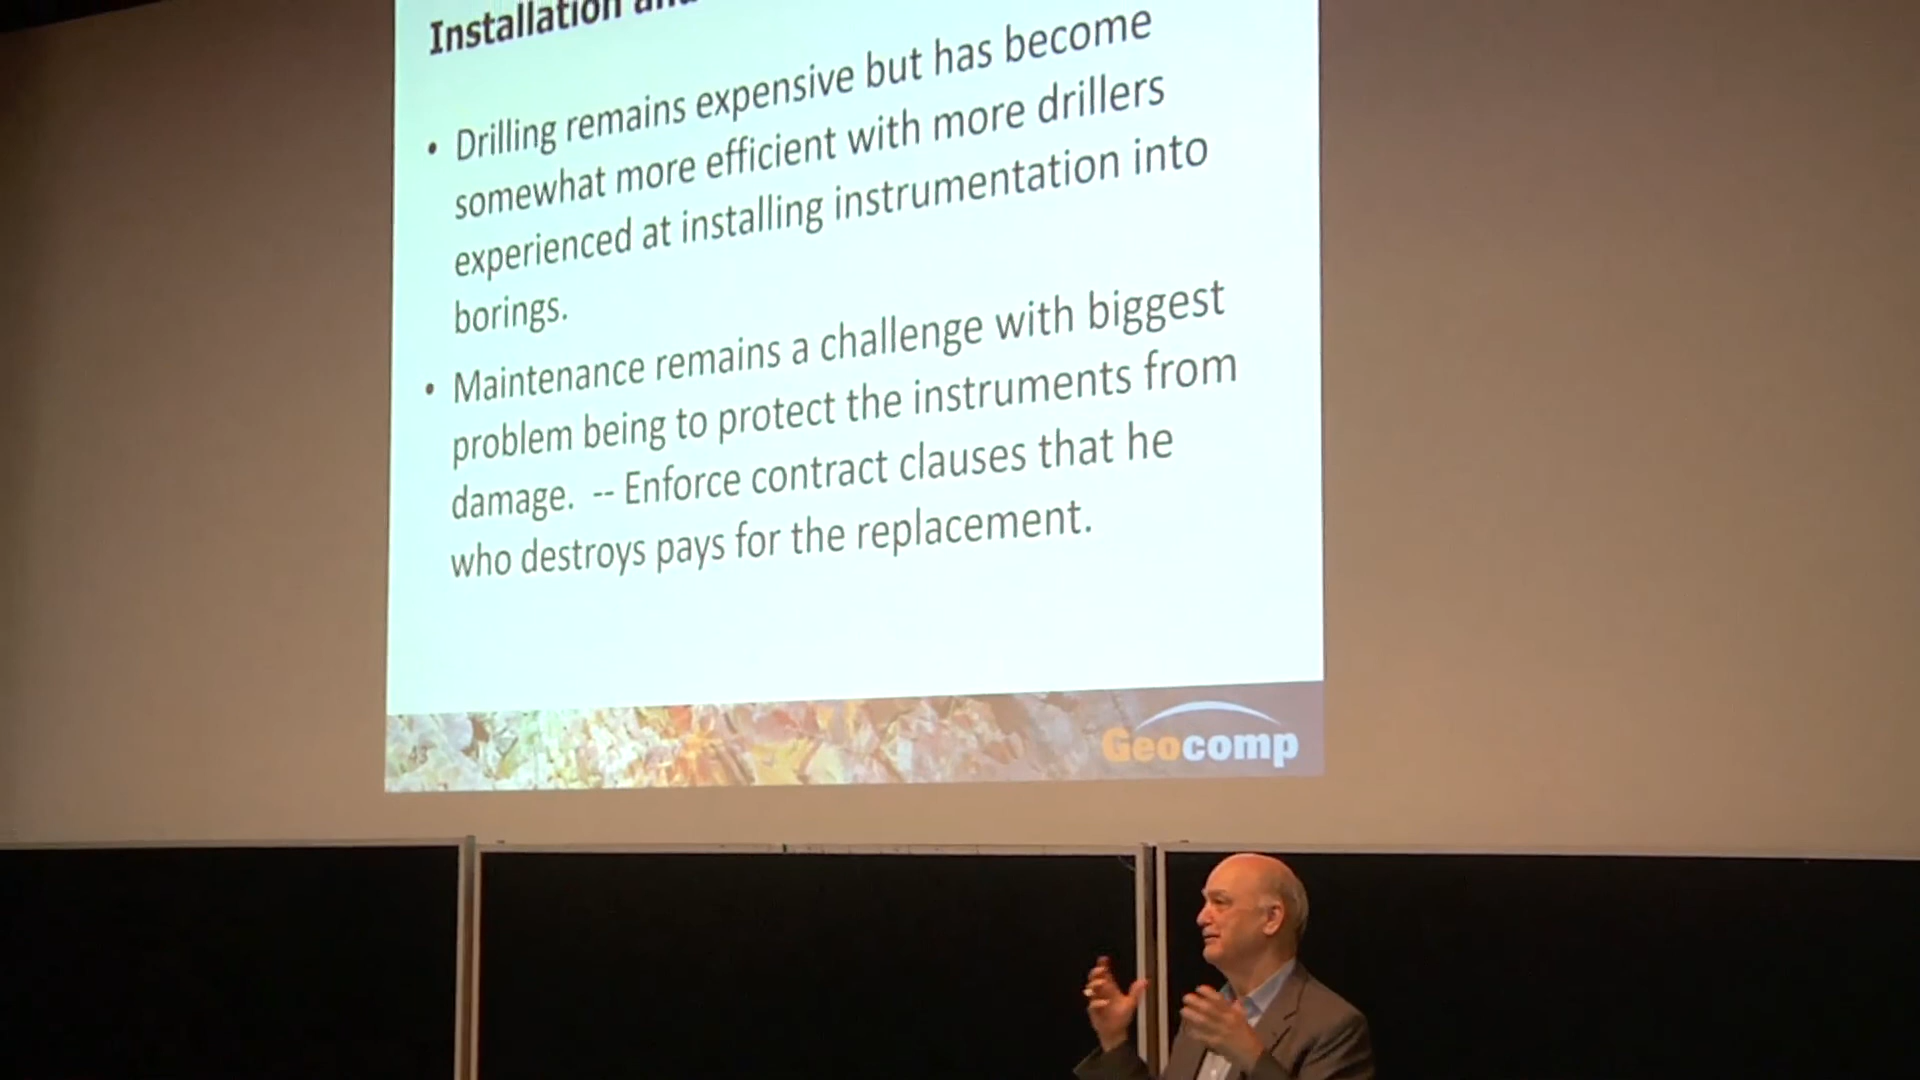 Installation and
• Drilling remains expensive but has become
somewhat more efficient with more drillers
experienced at installing instrumentation into
borings.
• Maintenance remains a challenge with biggest
problem being to protect the instruments from
damage. -- Enforce contract clauses that he
who destroys pays for the replacement.
Geocomp